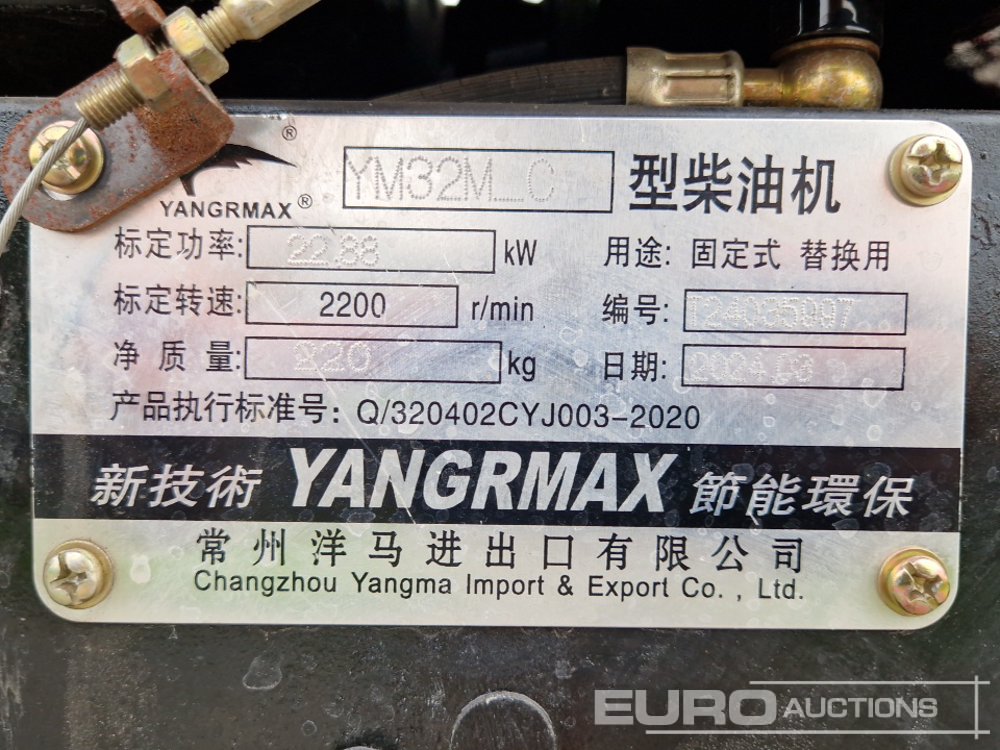 YANGRMAX® YM32M_C 型柴油机
标定功率: 22.88 kW 用途: 固定式 替换用
标定转速: 2200 r/min 编号:
净 质 量: 220 kg 日期: 2024.03
产品执行标准号: Q/320402CYJ003-2020
新技術 YANGRMAX 節能環保
常州洋马进出口有限公司
Changzhou Yangma Import & Export Co. , Ltd.
EURO AUCTIONS